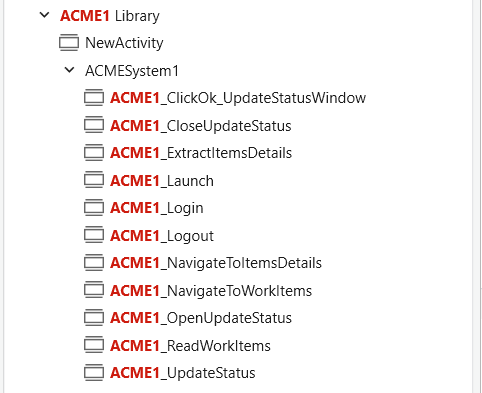 ACME1 Library
NewActivity
ACMESystem1
ACME1_ClickOk_UpdateStatusWindow
ACME1_CloseUpdateStatus
ACME1_ExtractItemsDetails
ACME1_Launch
ACME1_Login
ACME1_Logout
ACME1_NavigateToItemsDetails
ACME1_NavigateToWorkItems
ACME1_OpenUpdateStatus
ACME1_ReadWorkItems
ACME1_UpdateStatus